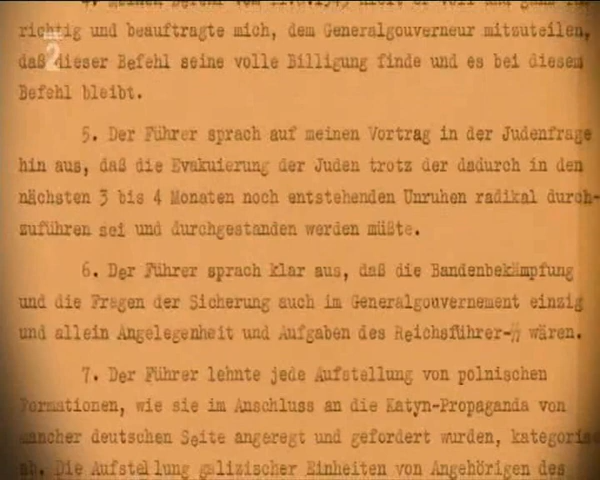 4. Meinen Befehl vom
richtig und beauftragte mich, dem Generalgouverneur mitzuteilen,
daß dieser Befehl seine volle Billigung finde und es bei diesem
Befehl bleibt.
5. Der Führer sprach auf meinen Vortrag in der Judenfrage
hin aus, daß die Evakuierung der Juden trotz der dadurch in den
nächsten 3 bis 4 Monaten noch entstehenden Unruhen radikal durch-
zuführen sei und durchgestanden werden müßte.
6. Der Führer sprach klar aus, daß die Bandenbekämpfung
und die Fragen der Sicherung auch im Generalgouvernement einzig
und allein Angelegenheit und Aufgaben des Reichsführer-SS wären.
7. Der Führer lehnte jede Aufstellung von polnischen
Formationen, wie sie im Anschluss an die Katyn-Propaganda von
mancher deutschen Seite angeregt und gefordert wurden, kategoris
ab. Die Aufstellung galizischer Einheiten von Angehörigen des
2